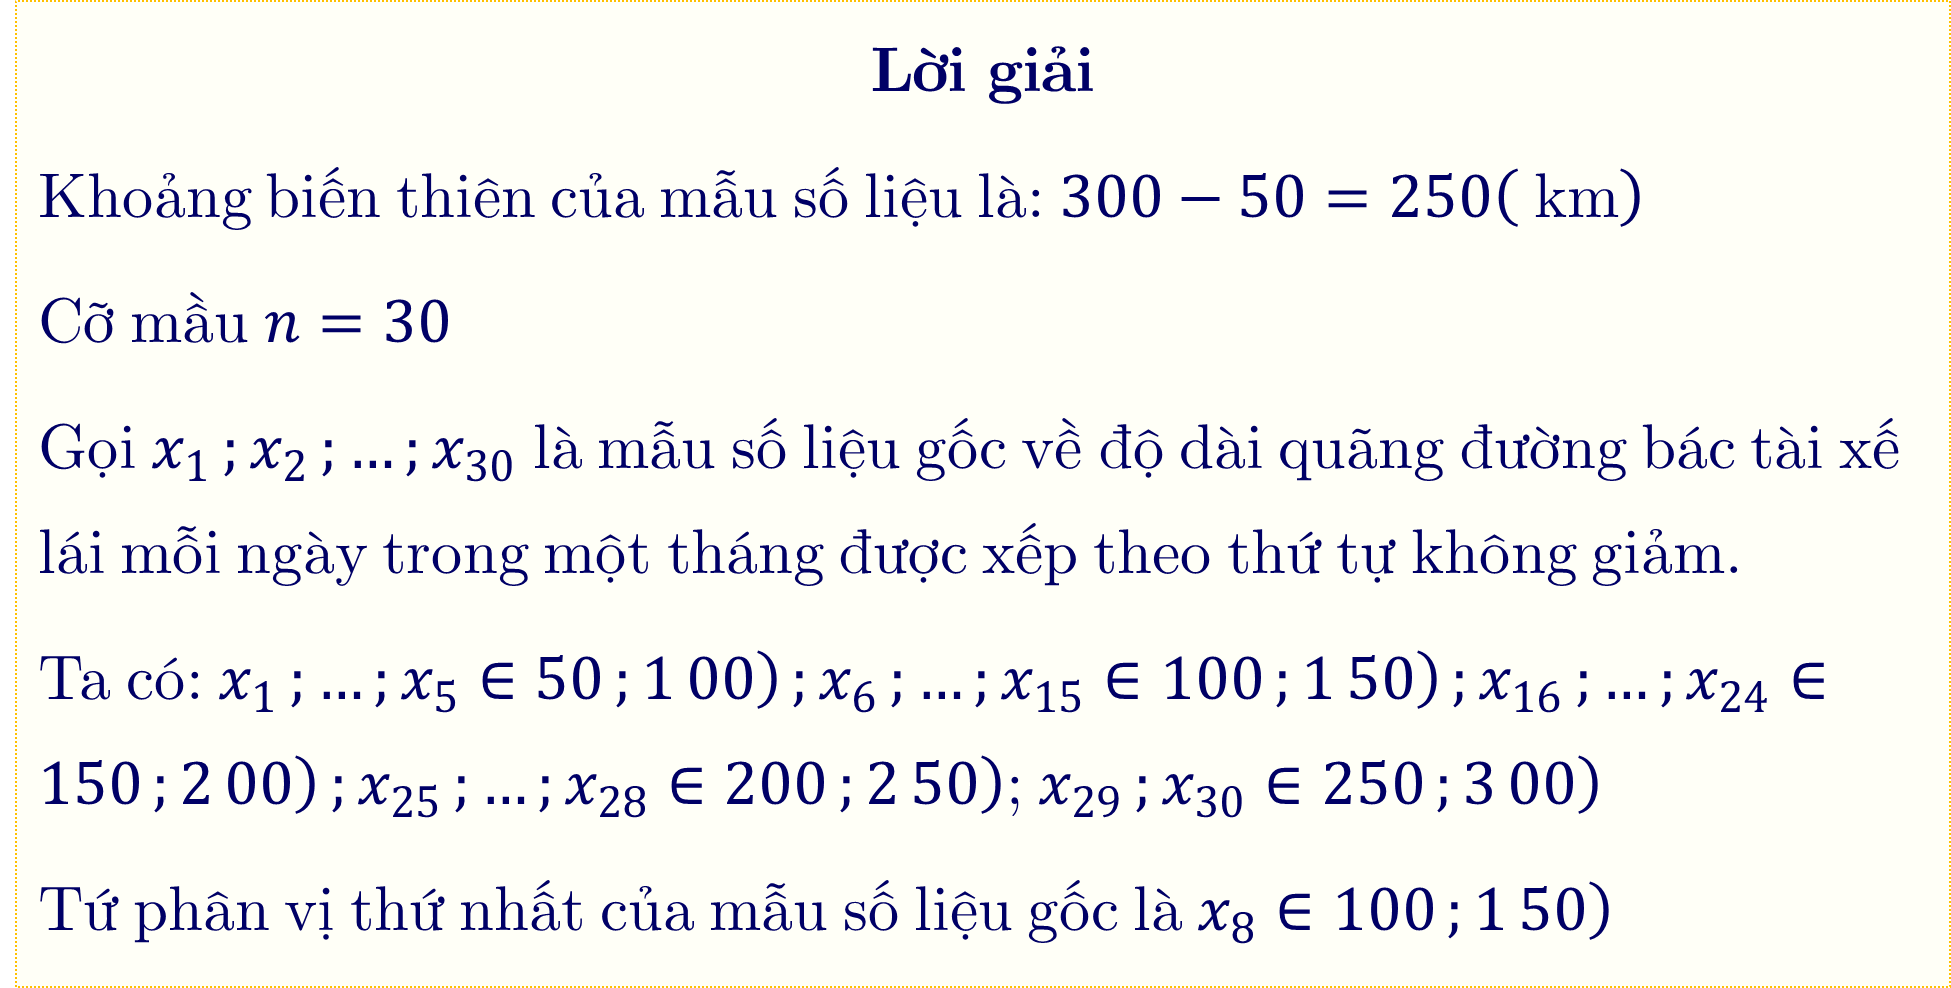 Lời giải
Khoảng biến thiên của mẫu số liệu là: 300 − 50 = 250( km)
Cỡ mầu n = 30
Gọi x₁ ; x₂ ; … ; x₃₀ là mẫu số liệu gốc về độ dài quãng đường bác tài xế
lái mỗi ngày trong một tháng được xếp theo thứ tự không giảm.
Ta có: x₁ ; … ; x₅ ∈ 50 ; 1 00) ; x₆ ; … ; x₁₅ ∈ 100 ; 1 50) ; x₁₆ ; … ; x₂₄ ∈
150 ; 2 00) ; x₂₅ ; … ; x₂₈ ∈ 200 ; 2 50); x₂₉ ; x₃₀ ∈ 250 ; 3 00)
Tứ phân vị thứ nhất của mẫu số liệu gốc là x₈ ∈ 100 ; 1 50)